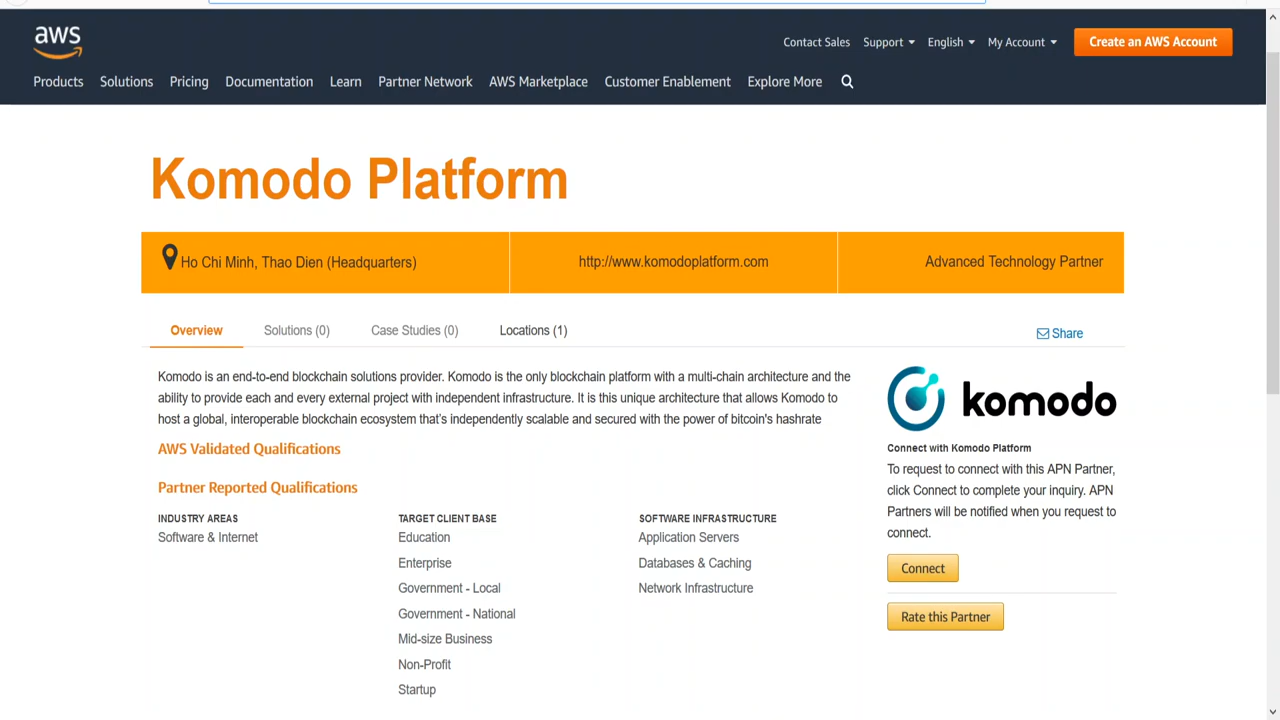 aws
Contact Sales Support English My Account Create an AWS Account
Products Solutions Pricing Documentation Learn Partner Network AWS Marketplace Customer Enablement Explore More
Komodo Platform
Ho Chi Minh, Thao Dien (Headquarters) http://www.komodoplatform.com Advanced Technology Partner
Overview Solutions (0) Case Studies (0) Locations (1) Share
Komodo is an end-to-end blockchain solutions provider. Komodo is the only blockchain platform with a multi-chain architecture and the
ability to provide each and every external project with independent infrastructure. It is this unique architecture that allows Komodo to
host a global, interoperable blockchain ecosystem that's independently scalable and secured with the power of bitcoin's hashrate
AWS Validated Qualifications
Partner Reported Qualifications
INDUSTRY AREAS
Software & Internet
TARGET CLIENT BASE
Education
Enterprise
Government - Local
Government - National
Mid-size Business
Non-Profit
Startup
SOFTWARE INFRASTRUCTURE
Application Servers
Databases & Caching
Network Infrastructure
komodo
Connect with Komodo Platform
To request to connect with this APN Partner,
click Connect to complete your inquiry. APN
Partners will be notified when you request to
connect.
Connect
Rate this Partner